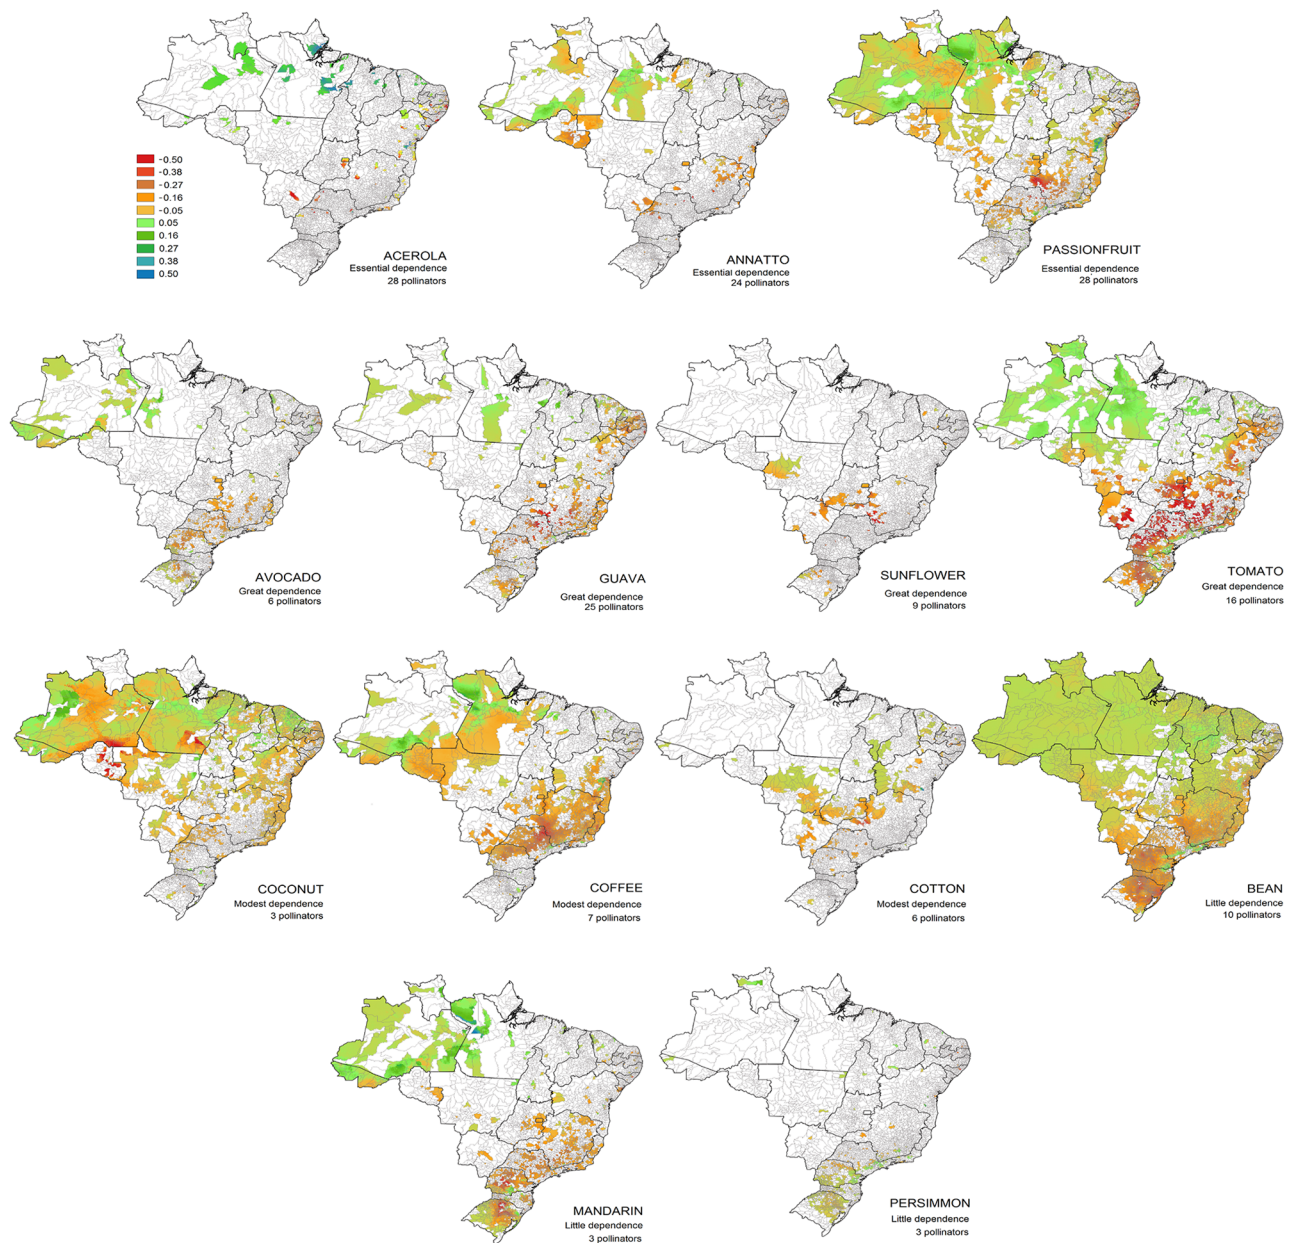 -0.50
-0.38
-0.27
-0.16
-0.05
0.05
0.16
0.27
0.38
0.50
ACEROLA
Essential dependence
28 pollinators
ANNATTO
Essential dependence
24 pollinators
PASSIONFRUIT
Essential dependence
28 pollinators
AVOCADO
Great dependence
6 pollinators
GUAVA
Great dependence
25 pollinators
SUNFLOWER
Great dependence
9 pollinators
TOMATO
Great dependence
16 pollinators
COCONUT
Modest dependence
3 pollinators
COFFEE
Modest dependence
7 pollinators
COTTON
Modest dependence
6 pollinators
BEAN
Little dependence
10 pollinators
MANDARIN
Little dependence
3 pollinators
PERSIMMON
Little dependence
3 pollinators